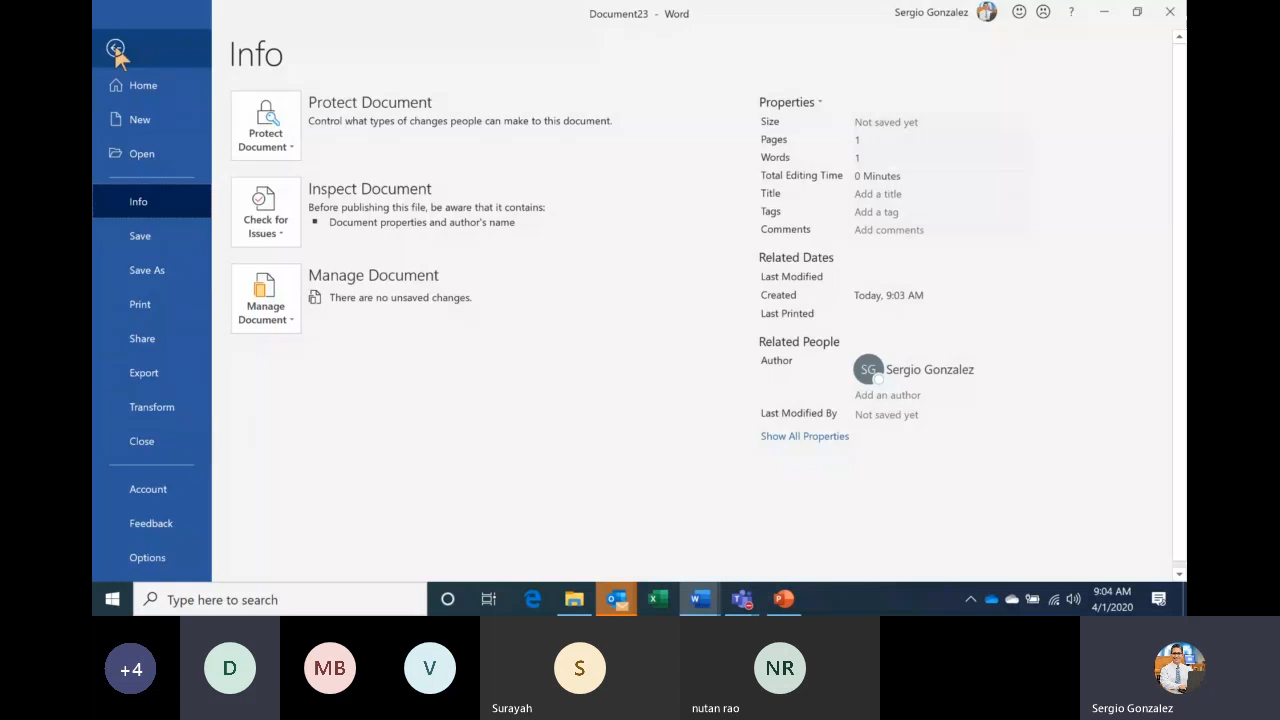 Document23 - Word
Sergio Gonzalez
?
Info
Home
New
Open
Info
Save
Save As
Print
Share
Export
Transform
Close
Account
Feedback
Options
Protect Document
Protect Document
Control what types of changes people can make to this document.
Check for Issues
Inspect Document
Before publishing this file, be aware that it contains:
Document properties and author's name
Manage Document
Manage Document
There are no unsaved changes.
Properties
Size Not saved yet
Pages 1
Words 1
Total Editing Time 0 Minutes
Title Add a title
Tags Add a tag
Comments Add comments
Related Dates
Last Modified
Created Today, 9:03 AM
Last Printed
Related People
Author
SG Sergio Gonzalez
Add an author
Last Modified By Not saved yet
Show All Properties
Type here to search
9:04 AM
4/1/2020
+4
D
MB
V
S
Surayah
NR
nutan rao
Sergio Gonzalez